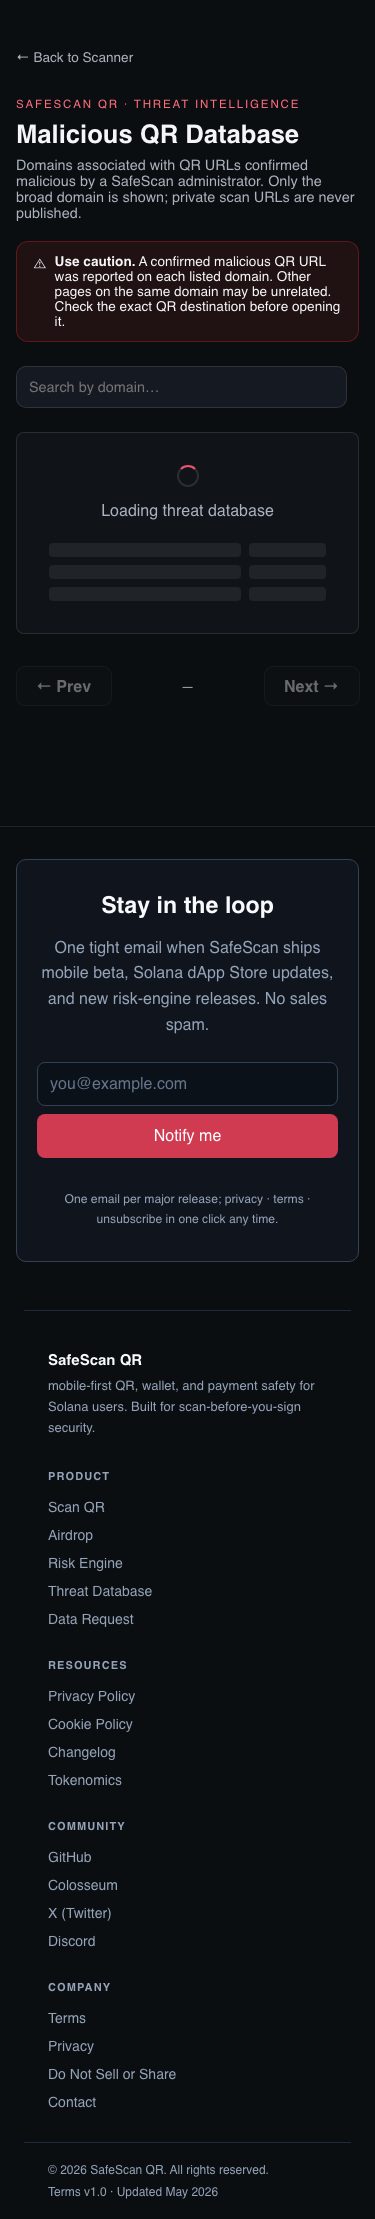 ← Back to Scanner
SAFESCAN QR · THREAT INTELLIGENCE
Malicious QR Database
Domains associated with QR URLs confirmed
malicious by a SafeScan administrator. Only the
broad domain is shown; private scan URLs are never
published.
⚠ Use caution. A confirmed malicious QR URL
was reported on each listed domain. Other
pages on the same domain may be unrelated.
Check the exact QR destination before opening
it.
Search by domain…
Loading threat database
← Prev — Next →
Stay in the loop
One tight email when SafeScan ships
mobile beta, Solana dApp Store updates,
and new risk-engine releases. No sales
spam.
you@example.com
Notify me
One email per major release; privacy · terms ·
unsubscribe in one click any time.
SafeScan QR
mobile-first QR, wallet, and payment safety for
Solana users. Built for scan-before-you-sign
security.
PRODUCT
Scan QR
Airdrop
Risk Engine
Threat Database
Data Request
RESOURCES
Privacy Policy
Cookie Policy
Changelog
Tokenomics
COMMUNITY
GitHub
Colosseum
X (Twitter)
Discord
COMPANY
Terms
Privacy
Do Not Sell or Share
Contact
© 2026 SafeScan QR. All rights reserved.
Terms v1.0 · Updated May 2026